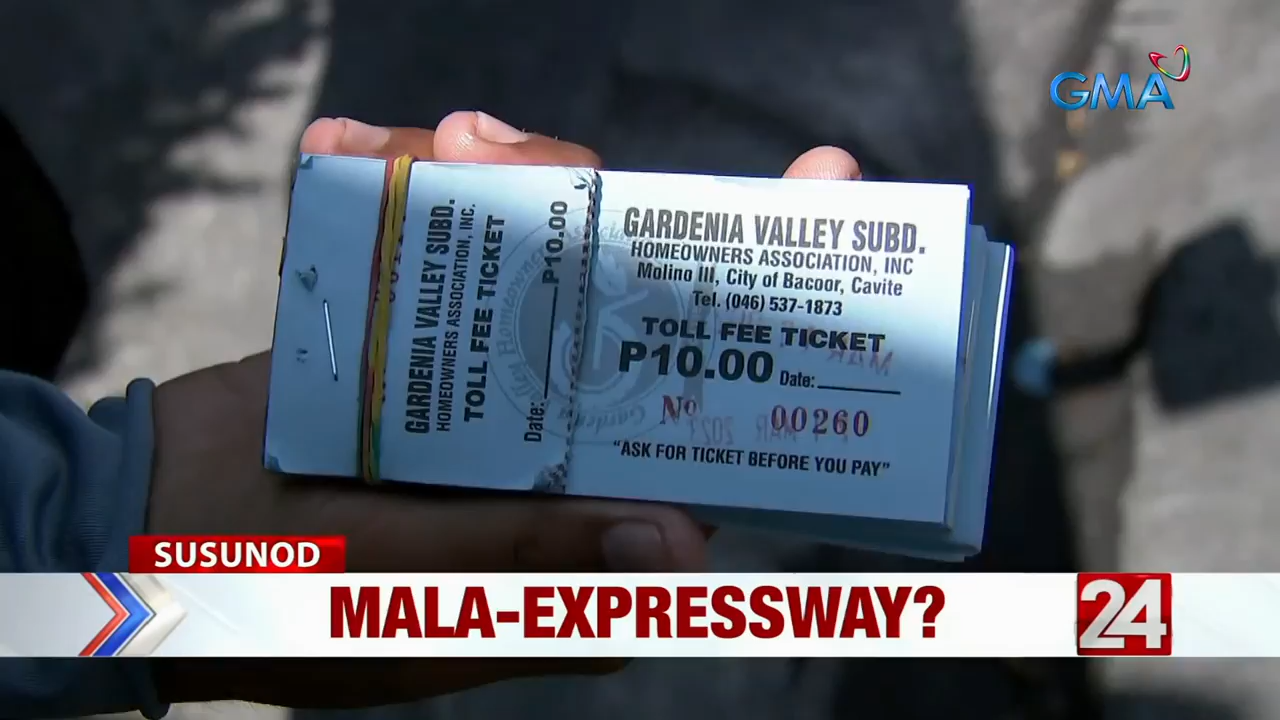 GMA
GARDENIA VALLEY SUBD.
HOMEOWNERS ASSOCIATION, INC.
TOLL FEE TICKET
Date: ______ P10.00
GARDENIA VALLEY SUBD.
HOMEOWNERS ASSOCIATION, INC
Molino III, City of Bacoor, Cavite
Tel. (046) 537-1873
TOLL FEE TICKET
P10.00 Date: ______
Nº 00260
"ASK FOR TICKET BEFORE YOU PAY"
SUSUNOD
MALA-EXPRESSWAY?
24